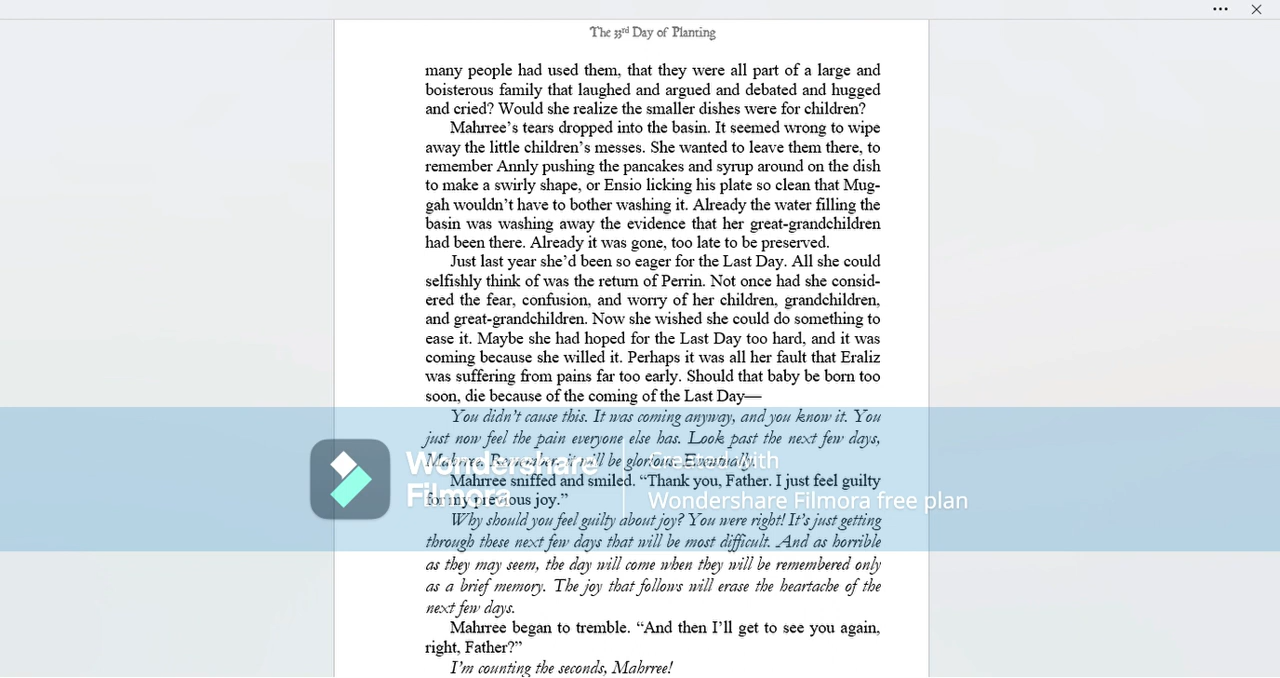 The 33rd Day of Planting
many people had used them, that they were all part of a large and
boisterous family that laughed and argued and debated and hugged
and cried? Would she realize the smaller dishes were for children?
Mahrree's tears dropped into the basin. It seemed wrong to wipe
away the little children's messes. She wanted to leave them there, to
remember Annly pushing the pancakes and syrup around on the dish
to make a swirly shape, or Ensio licking his plate so clean that Mug-
gah wouldn't have to bother washing it. Already the water filling the
basin was washing away the evidence that her great-grandchildren
had been there. Already it was gone, too late to be preserved.
Just last year she'd been so eager for the Last Day. All she could
selfishly think of was the return of Perrin. Not once had she consid-
ered the fear, confusion, and worry of her children, grandchildren,
and great-grandchildren. Now she wished she could do something to
ease it. Maybe she had hoped for the Last Day too hard, and it was
coming because she willed it. Perhaps it was all her fault that Eraliz
was suffering from pains far too early. Should that baby be born too
soon, die because of the coming of the Last Day—
You didn't cause this. It was coming anyway, and you know it. You
just now feel the pain everyone else has. Look past the next few days,
Mahrree. Remember, it will be glorious. Eventually.
Mahrree sniffed and smiled. "Thank you, Father. I just feel guilty
for my previous joy."
Wondershare
Filmora
Created with
Wondershare Filmora free plan
Why should you feel guilty about joy? You were right! It's just getting
through these next few days that will be most difficult. And as horrible
as they may seem, the day will come when they will be remembered only
as a brief memory. The joy that follows will erase the heartache of the
next few days.
Mahrree began to tremble. "And then I'll get to see you again,
right, Father?"
I'm counting the seconds, Mahrree!